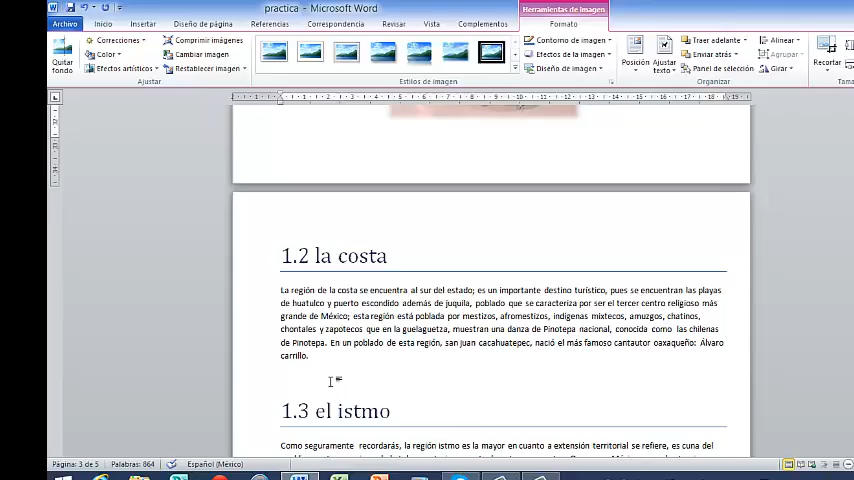 practica - Microsoft Word
Herramientas de imagen
Archivo Inicio Insertar Diseño de página Referencias Correspondencia Revisar Vista Complementos Formato
Quitar fondo
Correcciones
Color
Efectos artísticos
Comprimir imágenes
Cambiar imagen
Restablecer imagen
Ajustar
Estilos de imagen
Contorno de imagen
Efectos de la imagen
Diseño de imagen
Posición
Ajustar texto
Traer adelante
Enviar atrás
Panel de selección
Alinear
Agrupar
Girar
Organizar
Recortar
Tama
1.2 la costa
La región de la costa se encuentra al sur del estado; es un importante destino turístico, pues se encuentran las playas
de huatulco y puerto escondido además de juquila, poblado que se caracteriza por ser el tercer centro religioso más
grande de México; esta región está poblada por mestizos, afromestizos, indígenas mixtecos, amuzgos, chatinos,
chontales y zapotecos que en la guelaguetza, muestran una danza de Pinotepa nacional, conocida como las chilenas
de Pinotepa. En un poblado de esta región, san juan cacahuatepec, nació el más famoso cantautor oaxaqueño: Álvaro
carrillo.
1.3 el istmo
Como seguramente recordarás, la región istmo es la mayor en cuanto a extensión territorial se refiere, es cuna del
Página: 3 de 5 Palabras: 864 Español (México)